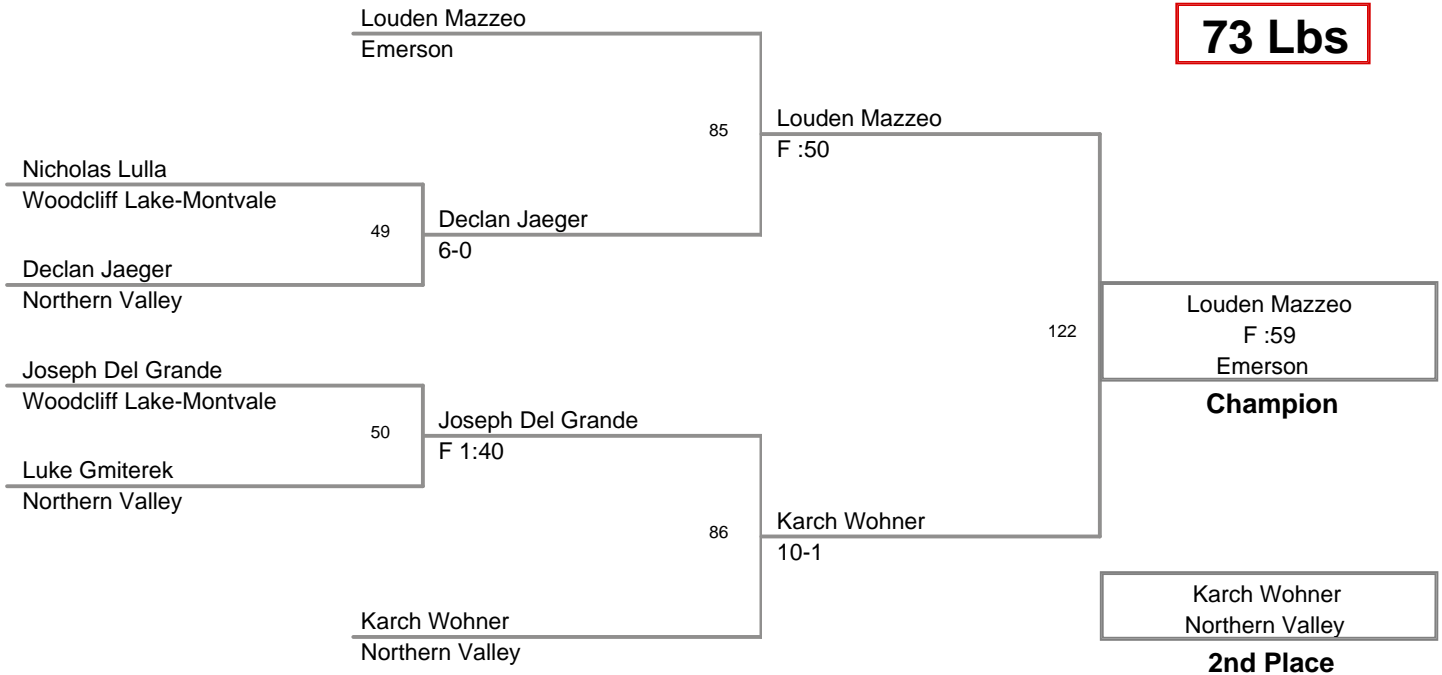 Louden Mazzeo
Emerson
73 Lbs
85
Louden Mazzeo
F :50
Nicholas Lulla
Woodcliff Lake-Montvale
49
Declan Jaeger
6-0
Declan Jaeger
Northern Valley
122
Louden Mazzeo
F :59
Emerson
Champion
Joseph Del Grande
Woodcliff Lake-Montvale
50
Joseph Del Grande
F 1:40
Luke Gmiterek
Northern Valley
86
Karch Wohner
10-1
Karch Wohner
Northern Valley
Karch Wohner
Northern Valley
2nd Place